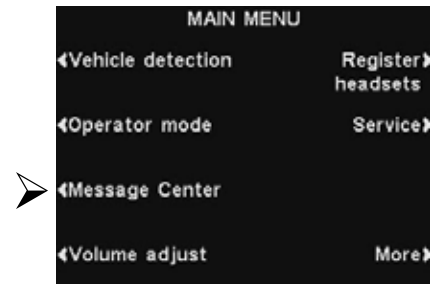 MAIN MENU
Vehicle detection
Register headsets
Operator mode
Service
Message Center
Volume adjust
More